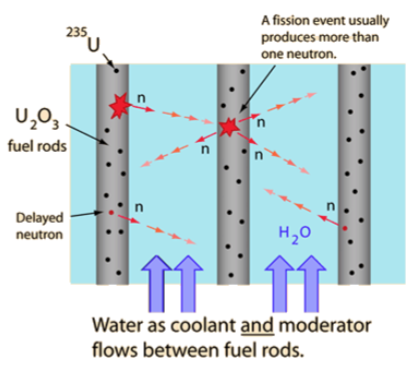 A fission event usually
produces more than
one neutron.
²³⁵U
n
n
n
n
U₂O₃
fuel rods
Delayed
neutron
n
n
H₂O
Water as coolant and moderator
flows between fuel rods.